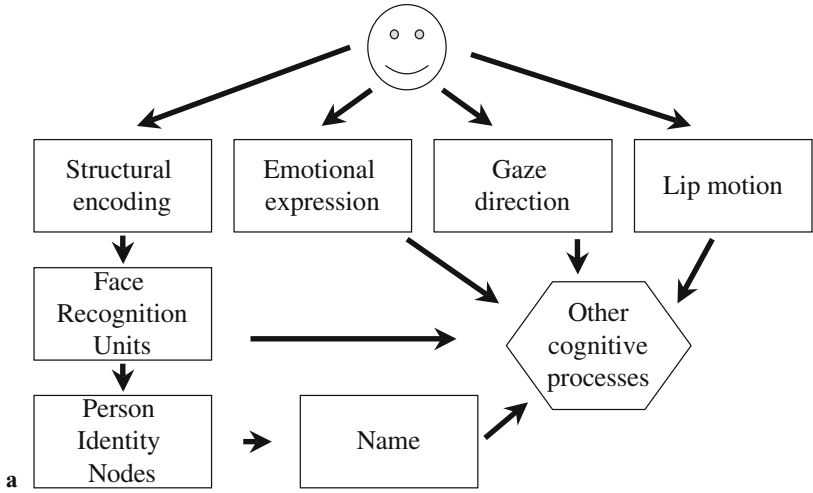 Structural
encoding
Emotional
expression
Gaze
direction
Lip motion
Face
Recognition
Units
Other
cognitive
processes
Person
Identity
Nodes
Name
a